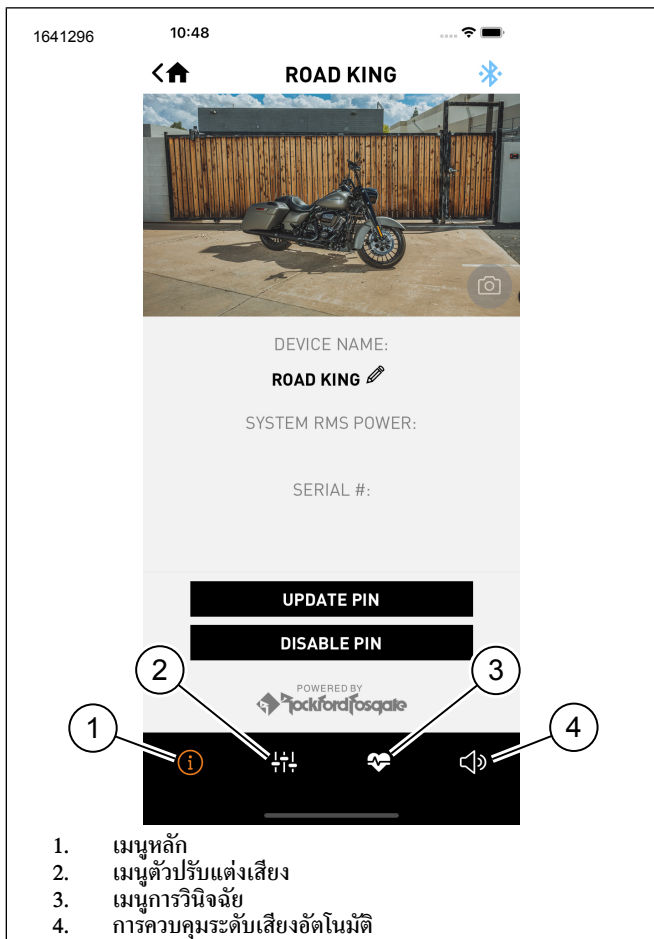 1641296
10:48
ROAD KING
DEVICE NAME:
ROAD KING
SYSTEM RMS POWER:
SERIAL #:
UPDATE PIN
DISABLE PIN
2
3
POWERED BY
Rockford Fosgate
1
4
1. เมนูหลัก
2. เมนูตัวปรับแต่งเสียง
3. เมนูการวินิจฉัย
4. การควบคุมระดับเสียงอัตโนมัติ